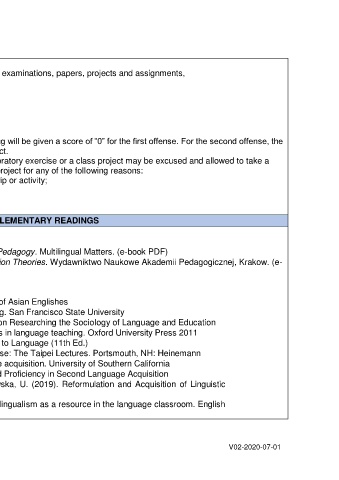 examinations, papers, projects and assignments,
g will be given a score of "0" for the first offense. For the second offense, the
ct.
oratory exercise or a class project may be excused and allowed to take a
roject for any of the following reasons:
ip or activity;
LEMENTARY READINGS
Pedagogy. Multilingual Matters. (e-book PDF)
ion Theories. Wydawniktwo Naukowe Akademii Pedagogicznej, Krakow. (e-
of Asian Englishes
g. San Francisco State University
on Researching the Sociology of Language and Education
s in language teaching. Oxford University Press 2011
to Language (11th Ed.)
se: The Taipei Lectures. Portsmouth, NH: Heinemann
e acquisition. University of Southern California
d Proficiency in Second Language Acquisition
wska, U. (2019). Reformulation and Acquisition of Linguistic
lingualism as a resource in the language classroom. English
V02-2020-07-01